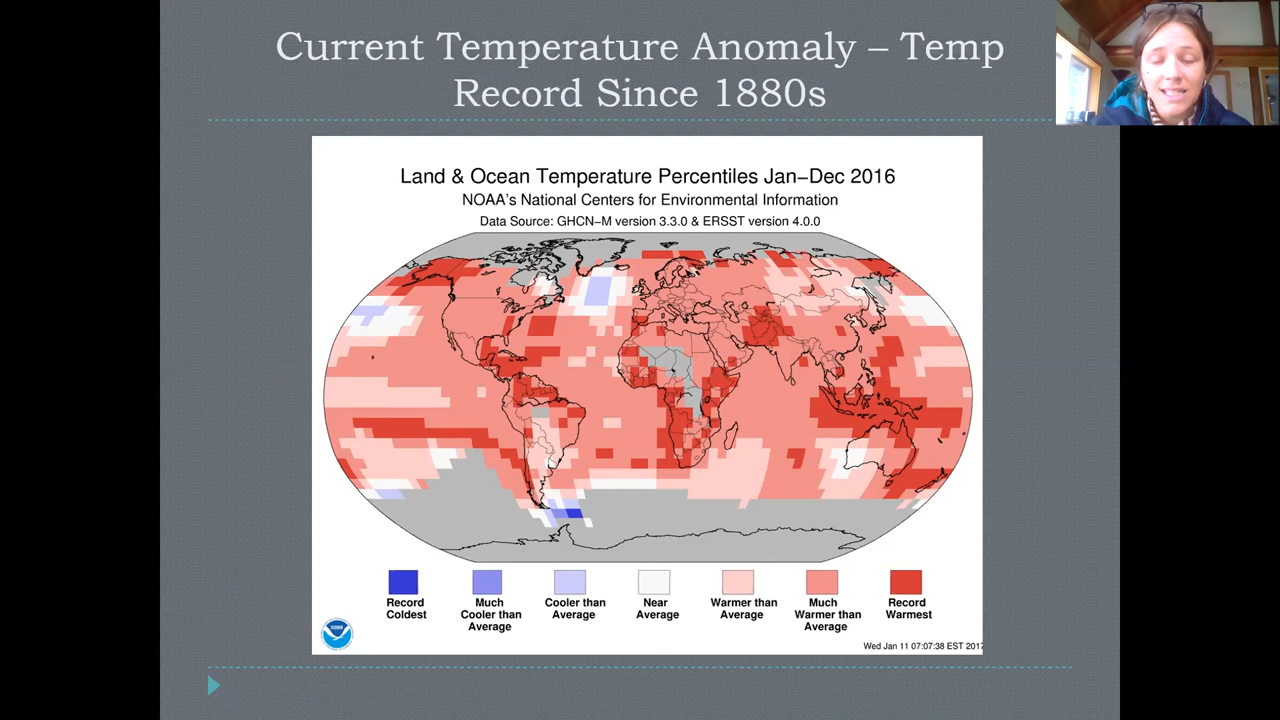 Current Temperature Anomaly – Temp
Record Since 1880s
Land & Ocean Temperature Percentiles Jan–Dec 2016
NOAA's National Centers for Environmental Information
Data Source: GHCN–M version 3.3.0 & ERSST version 4.0.0
Record
Coldest
Much
Cooler than
Average
Cooler than
Average
Near
Average
Warmer than
Average
Much
Warmer than
Average
Record
Warmest
NOAA
Wed Jan 11 07:07:38 EST 2017